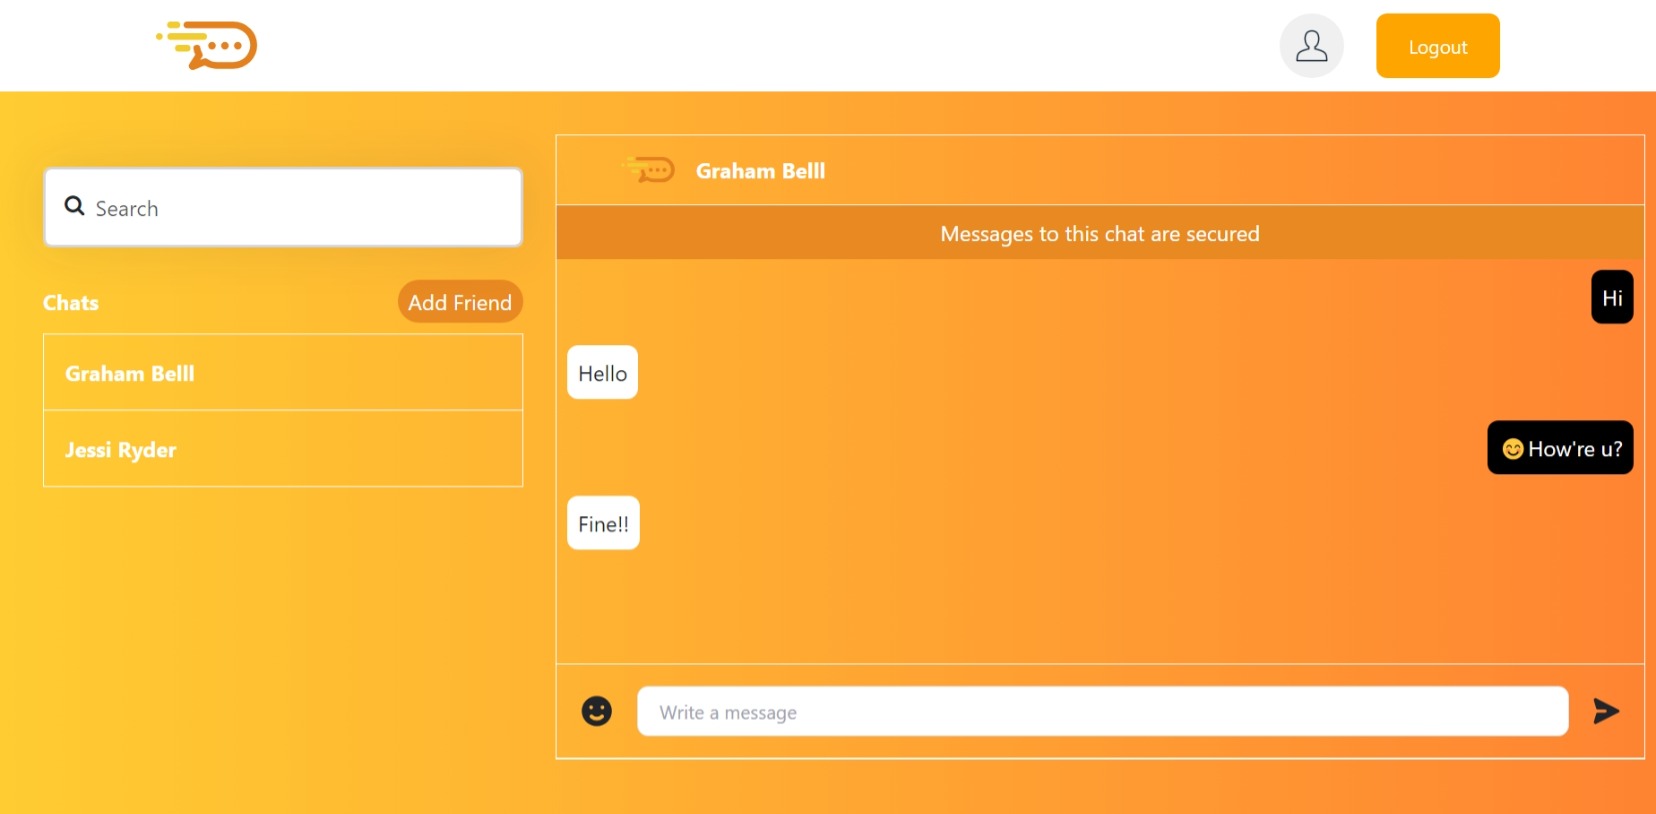 Logout
Search
Chats
Add Friend
Graham Belll
Jessi Ryder
Graham Belll
Messages to this chat are secured
Hi
Hello
😊 How're u?
Fine!!
Write a message